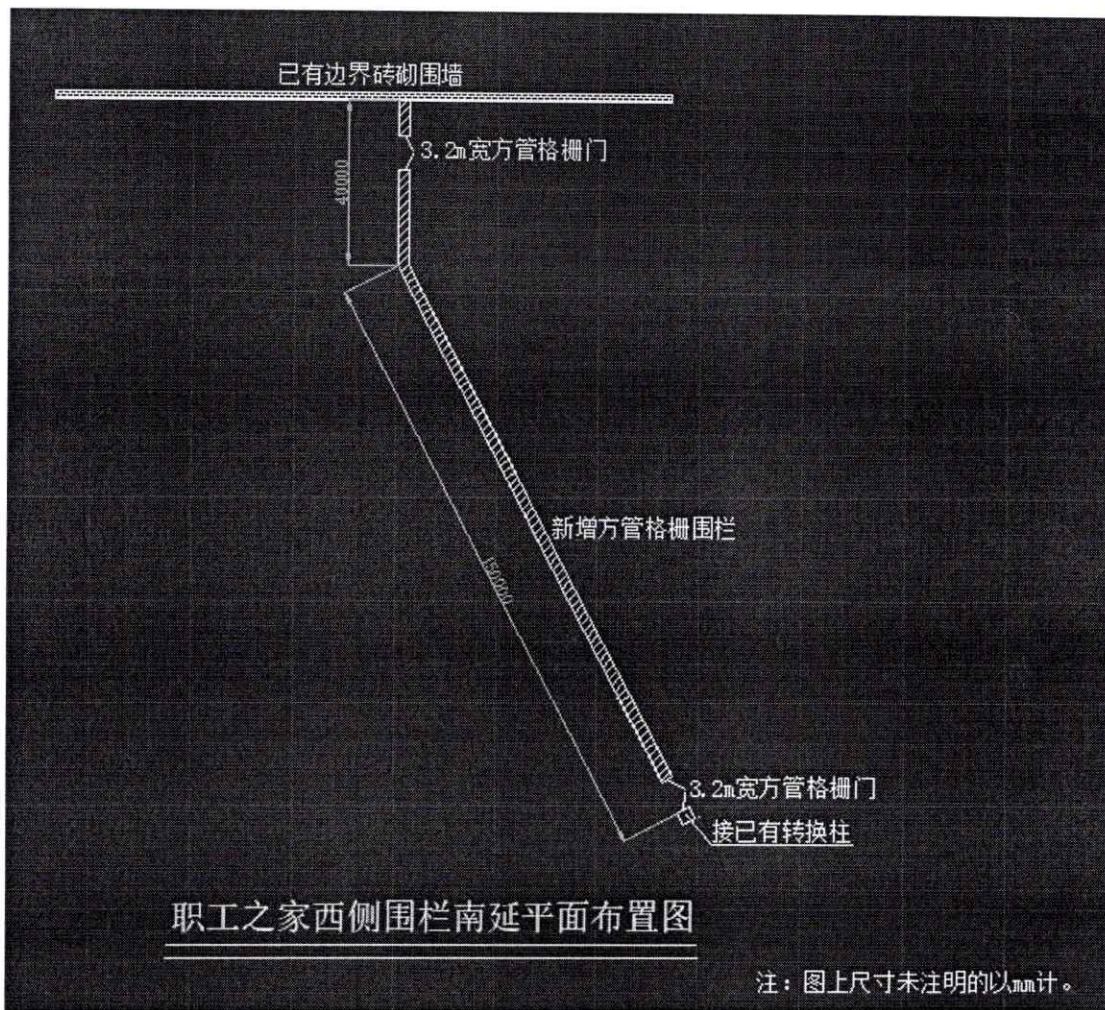 已有边界砖砌围墙
3.2m宽方管格栅门
40000
新增方管格栅围栏
150000
3.2m宽方管格栅门
接已有转换柱
职工之家西侧围栏南延平面布置图
注：图上尺寸未注明的以mm计。